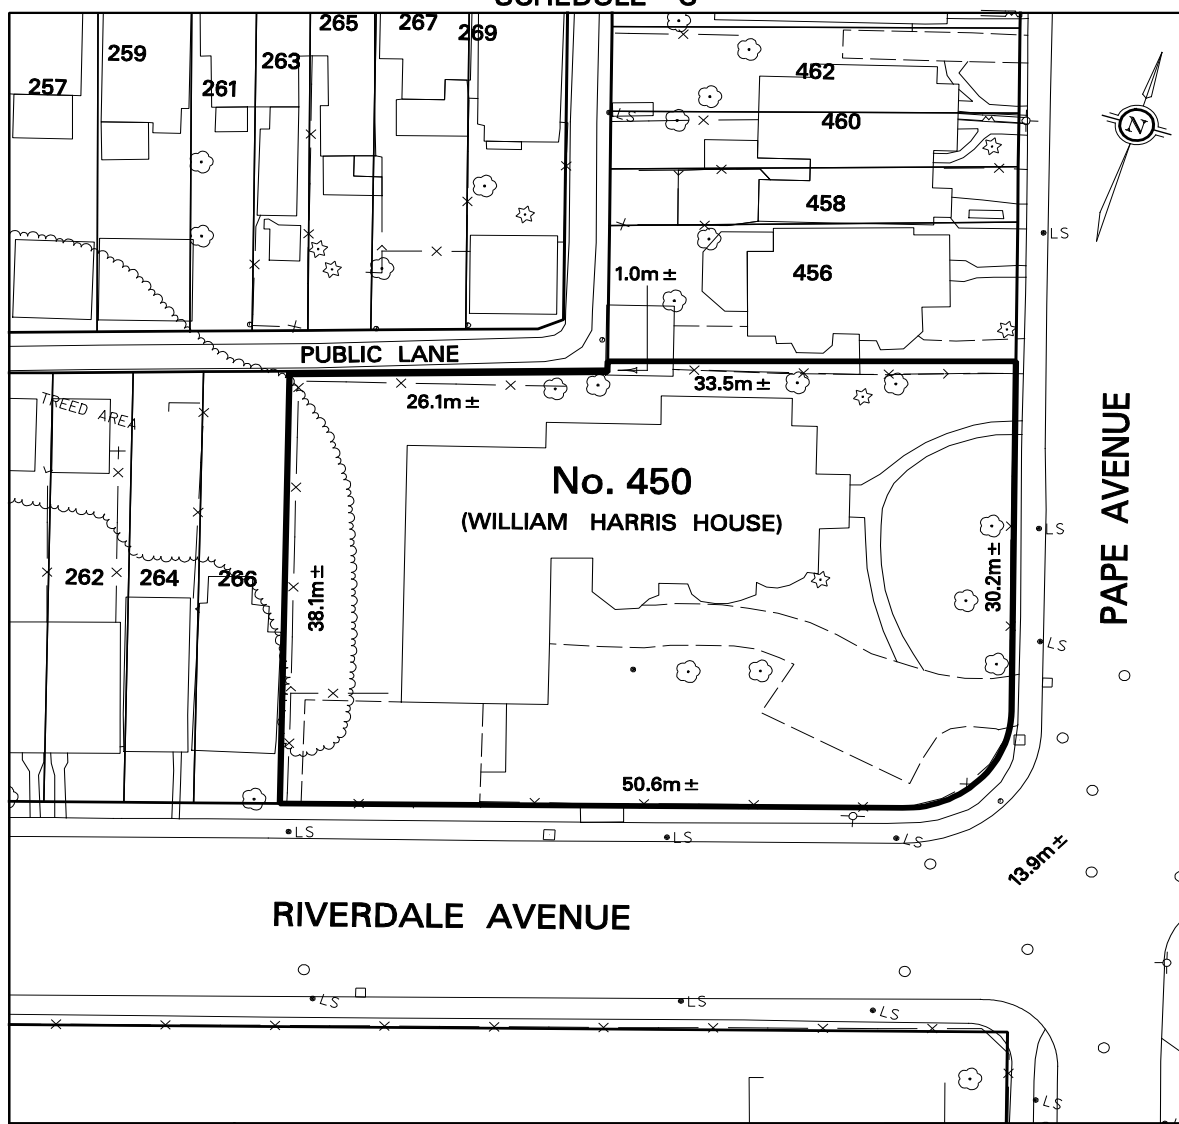 265
267
269
259
263
257
261
462
460
LS
N
458
LS
456
1.0m±
PUBLIC LANE
26.1m±
33.5m±
TREED AREA
No. 450
(WILLIAM HARRIS HOUSE)
PAPE AVENUE
LS
262
264
266
38.1m±
30.2m±
LS
50.6m±
LS
LS
LS
13.9m±
RIVERDALE AVENUE
LS
LS
LS
LS